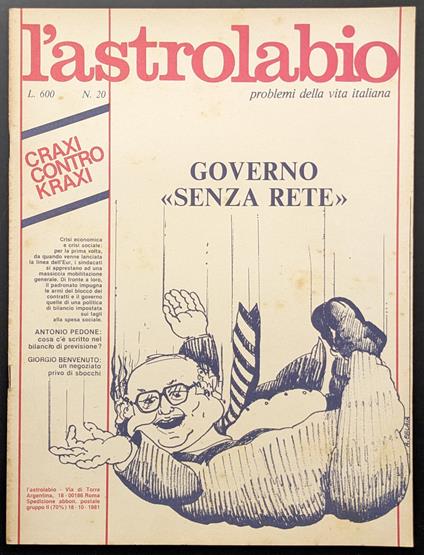 l'astrolabio
L. 600 N. 20 problemi della vita italiana
CRAXI
CONTRO
KRAXI
GOVERNO
«SENZA RETE»
Crisi economica
e crisi sociale:
per la prima volta,
da quando venne lanciata
la linea dell'Eur, i sindacati
si apprestano ad una
massiccia mobilitazione
generale. Di fronte a loro,
il padronato impugna
le armi del blocco dei
contratti e il governo
quelle di una politica
di bilancio impostata
sui tagli
alla spesa sociale.
ANTONIO PEDONE:
cosa c'è scritto nel
bilancio di previsione?
GIORGIO BENVENUTO:
un negoziato
privo di sbocchi
l'astrolabio - Via di Torre
Argentina, 18 - 00186 Roma
Spedizione abbon. postale
gruppo II (70%) 18 - 10 - 1981